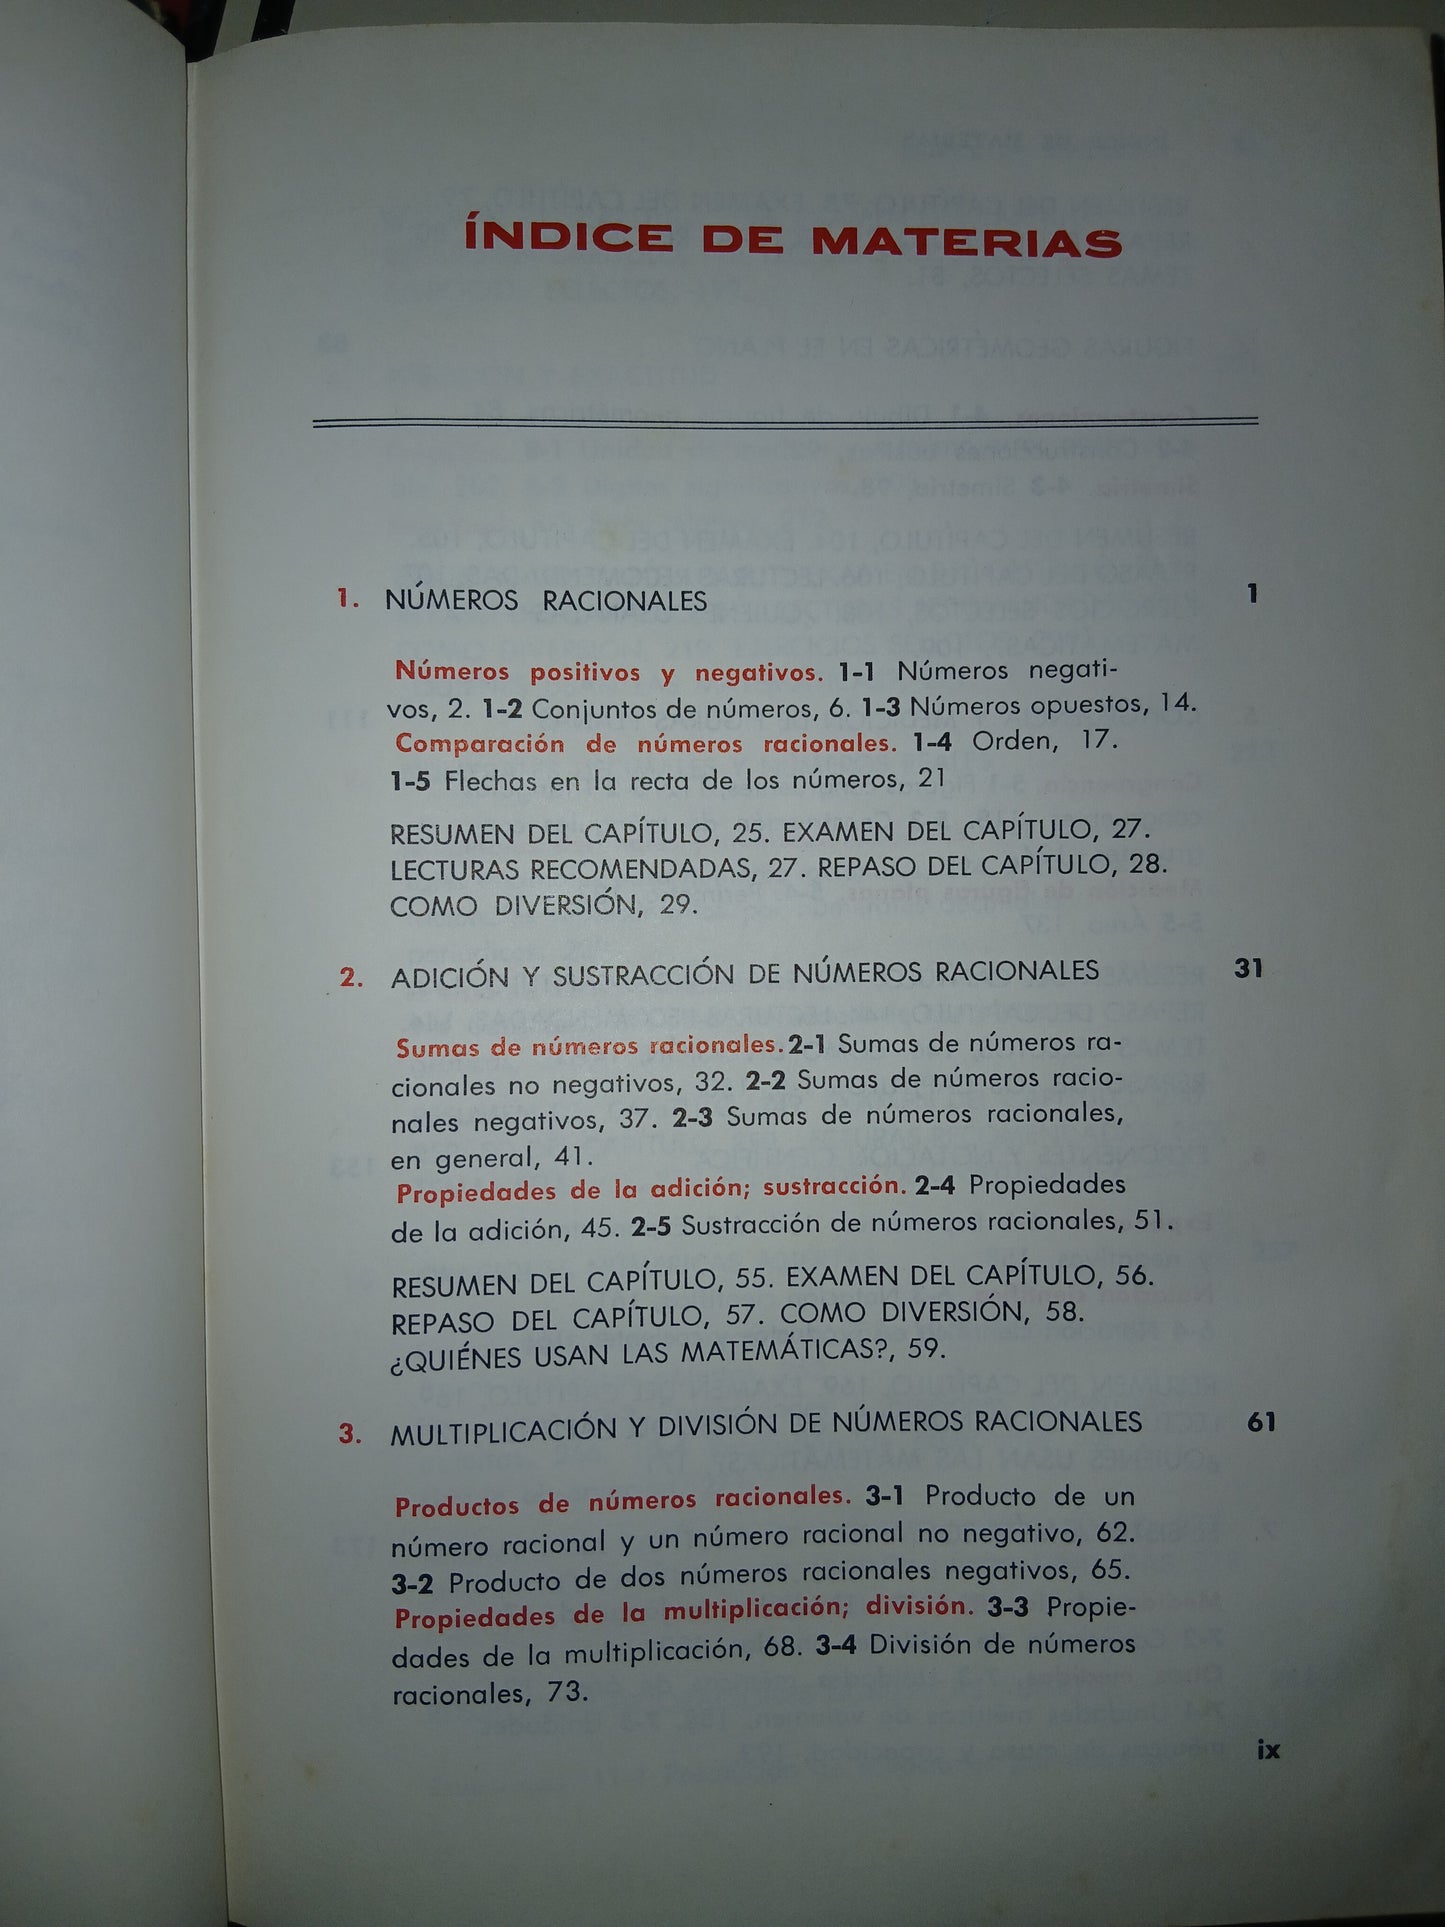 ÍNDICE DE MATERIAS
1. NÚMEROS RACIONALES 1
Números positivos y negativos. 1-1 Números negati-
vos, 2. 1-2 Conjuntos de números, 6. 1-3 Números opuestos, 14.
Comparación de números racionales. 1-4 Orden, 17.
1-5 Flechas en la recta de los números, 21
RESUMEN DEL CAPÍTULO, 25. EXAMEN DEL CAPÍTULO, 27.
LECTURAS RECOMENDADAS, 27. REPASO DEL CAPÍTULO, 28.
COMO DIVERSIÓN, 29.
2. ADICIÓN Y SUSTRACCIÓN DE NÚMEROS RACIONALES 31
Sumas de números racionales. 2-1 Sumas de números ra-
cionales no negativos, 32. 2-2 Sumas de números racio-
nales negativos, 37. 2-3 Sumas de números racionales,
en general, 41.
Propiedades de la adición; sustracción. 2-4 Propiedades
de la adición, 45. 2-5 Sustracción de números racionales, 51.
RESUMEN DEL CAPÍTULO, 55. EXAMEN DEL CAPÍTULO, 56.
REPASO DEL CAPÍTULO, 57. COMO DIVERSIÓN, 58.
¿QUIÉNES USAN LAS MATEMÁTICAS?, 59.
3. MULTIPLICACIÓN Y DIVISIÓN DE NÚMEROS RACIONALES 61
Productos de números racionales. 3-1 Producto de un
número racional y un número racional no negativo, 62.
3-2 Producto de dos números racionales negativos, 65.
Propiedades de la multiplicación; división. 3-3 Propie-
dades de la multiplicación, 68. 3-4 División de números
racionales, 73.
ix